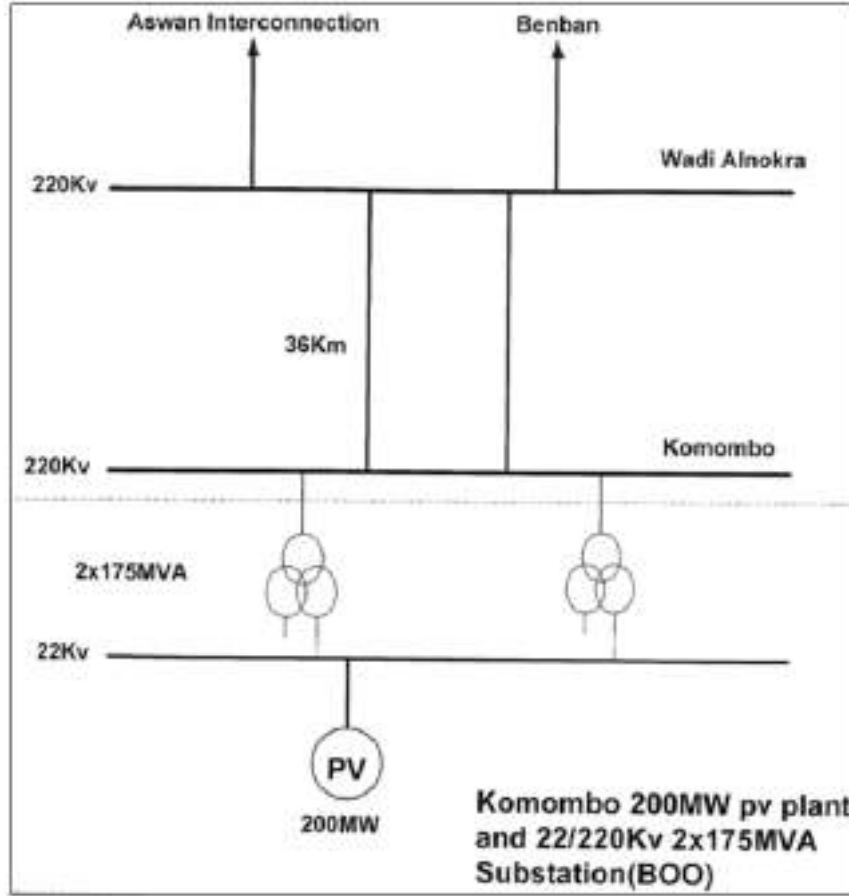 Aswan Interconnection
Benban
Wadi Alnokra
220Kv
36Km
Komombo
220Kv
2x175MVA
22Kv
PV
200MW
Komombo 200MW pv plant
and 22/220Kv 2x175MVA
Substation(BOO)